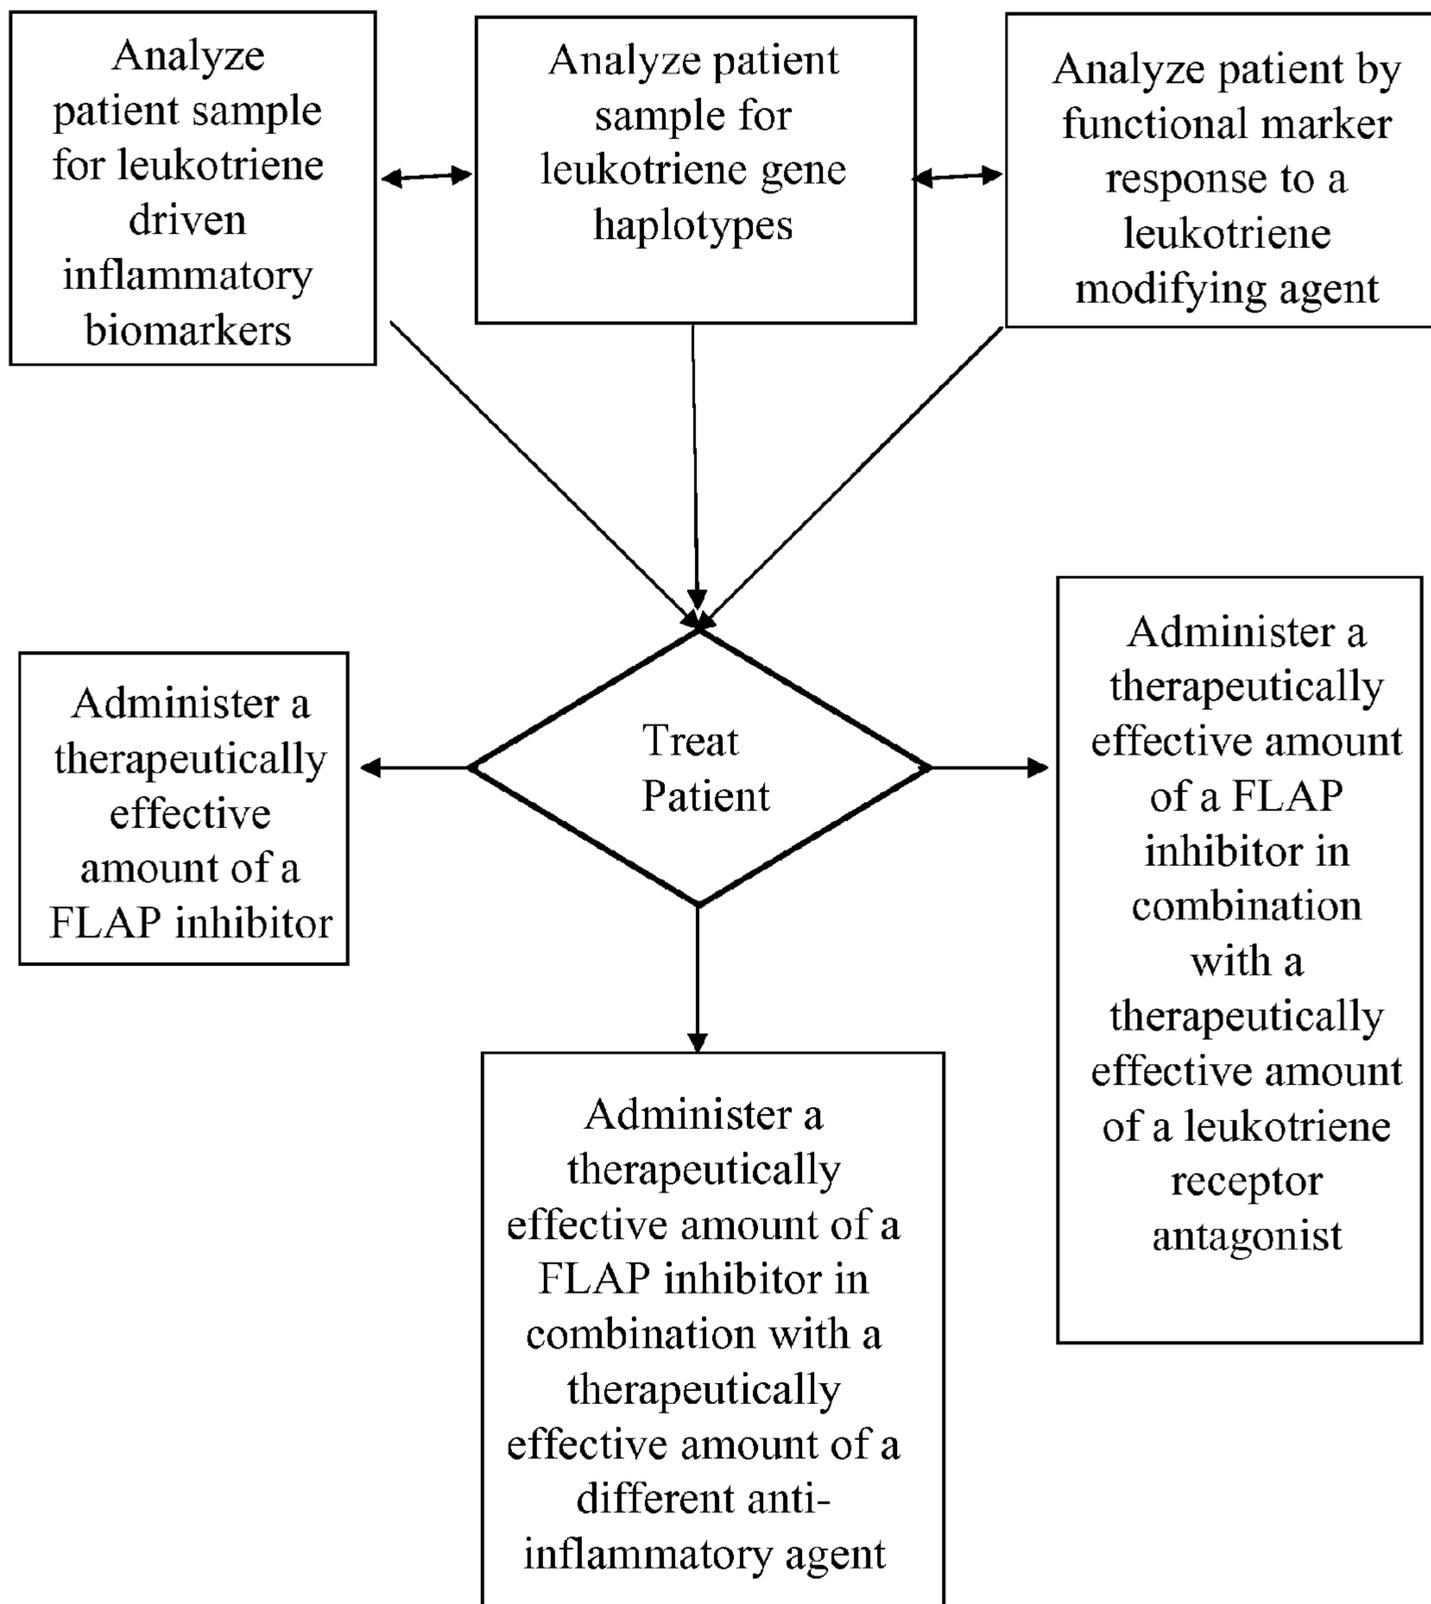 Analyze
patient sample
for leukotriene
driven
inflammatory
biomarkers
Analyze patient
sample for
leukotriene gene
haplotypes
Analyze patient by
functional marker
response to a
leukotriene
modifying agent
Administer a
therapeutically
effective
amount of a
FLAP inhibitor
Treat
Patient
Administer a
therapeutically
effective amount
of a FLAP
inhibitor in
combination
with a
therapeutically
effective amount
of a leukotriene
receptor
antagonist
Administer a
therapeutically
effective amount of a
FLAP inhibitor in
combination with a
therapeutically
effective amount of a
different anti-
inflammatory agent